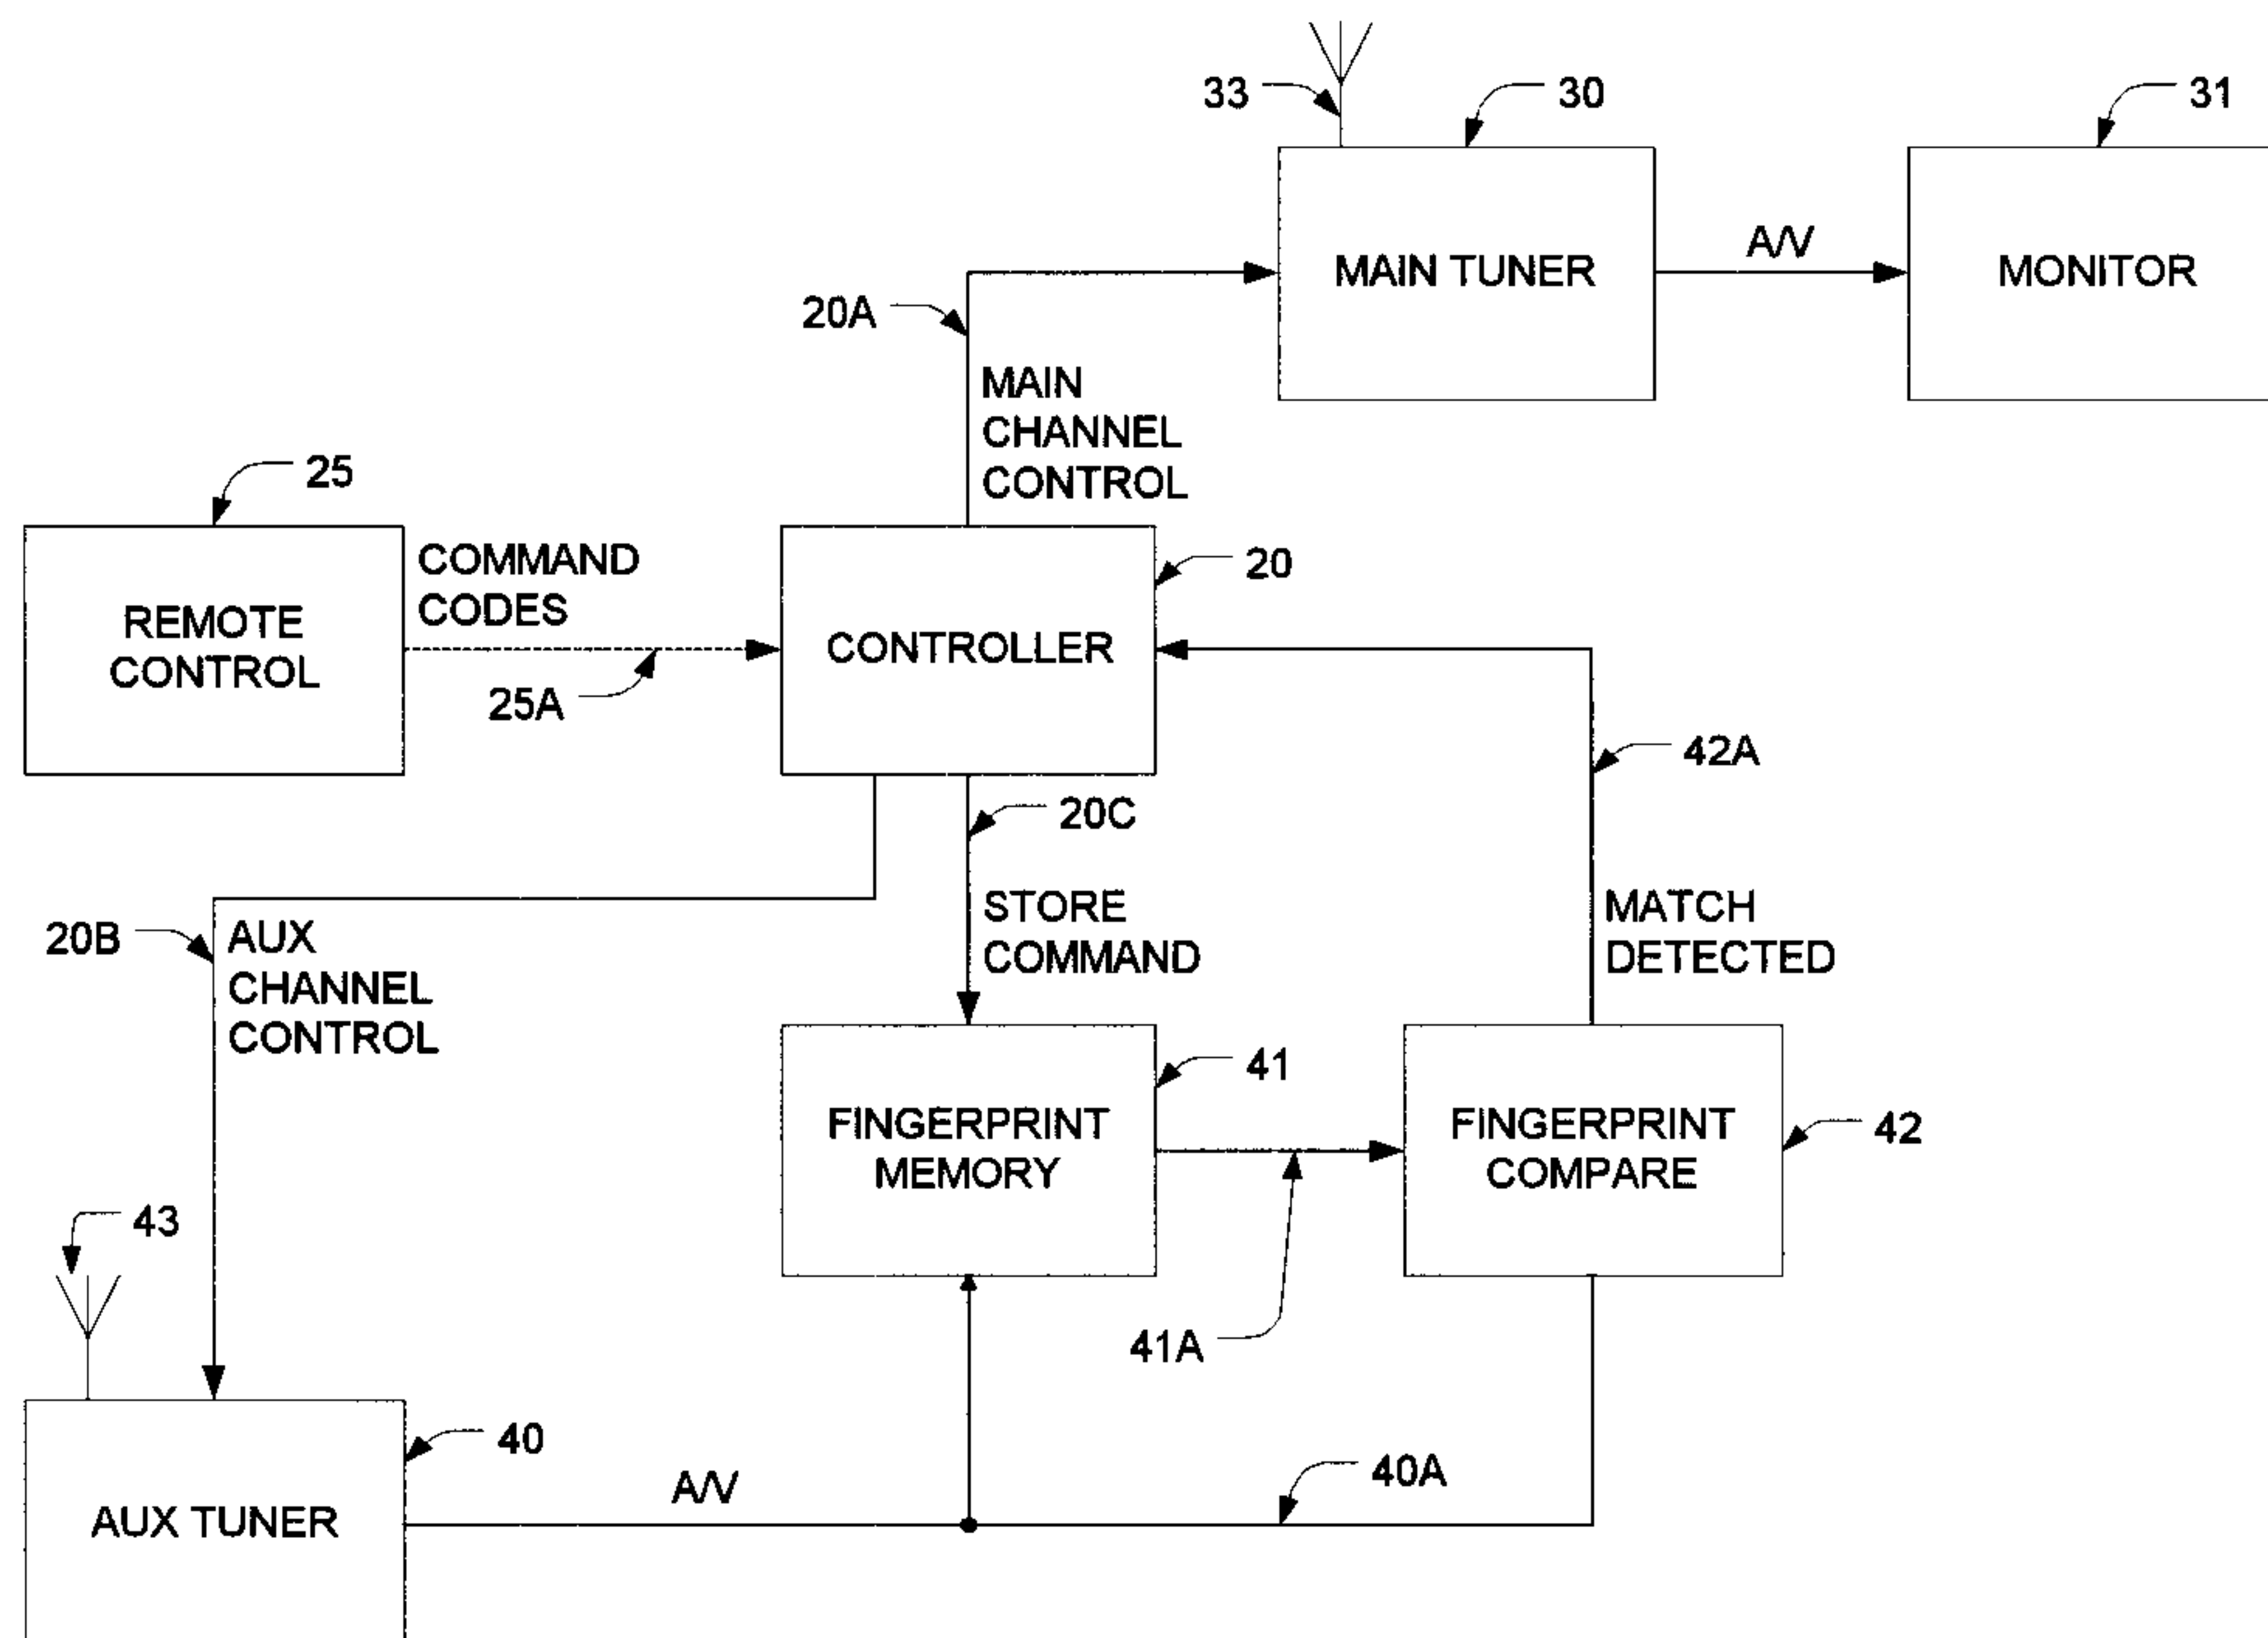 33
30
31
MAIN TUNER
A/V
MONITOR
20A
MAIN
CHANNEL
CONTROL
25
REMOTE
CONTROL
COMMAND
CODES
25A
20
CONTROLLER
42A
20C
STORE
COMMAND
MATCH
DETECTED
20B
AUX
CHANNEL
CONTROL
41
FINGERPRINT
MEMORY
FINGERPRINT
COMPARE
42
43
41A
40
AUX TUNER
A/V
40A